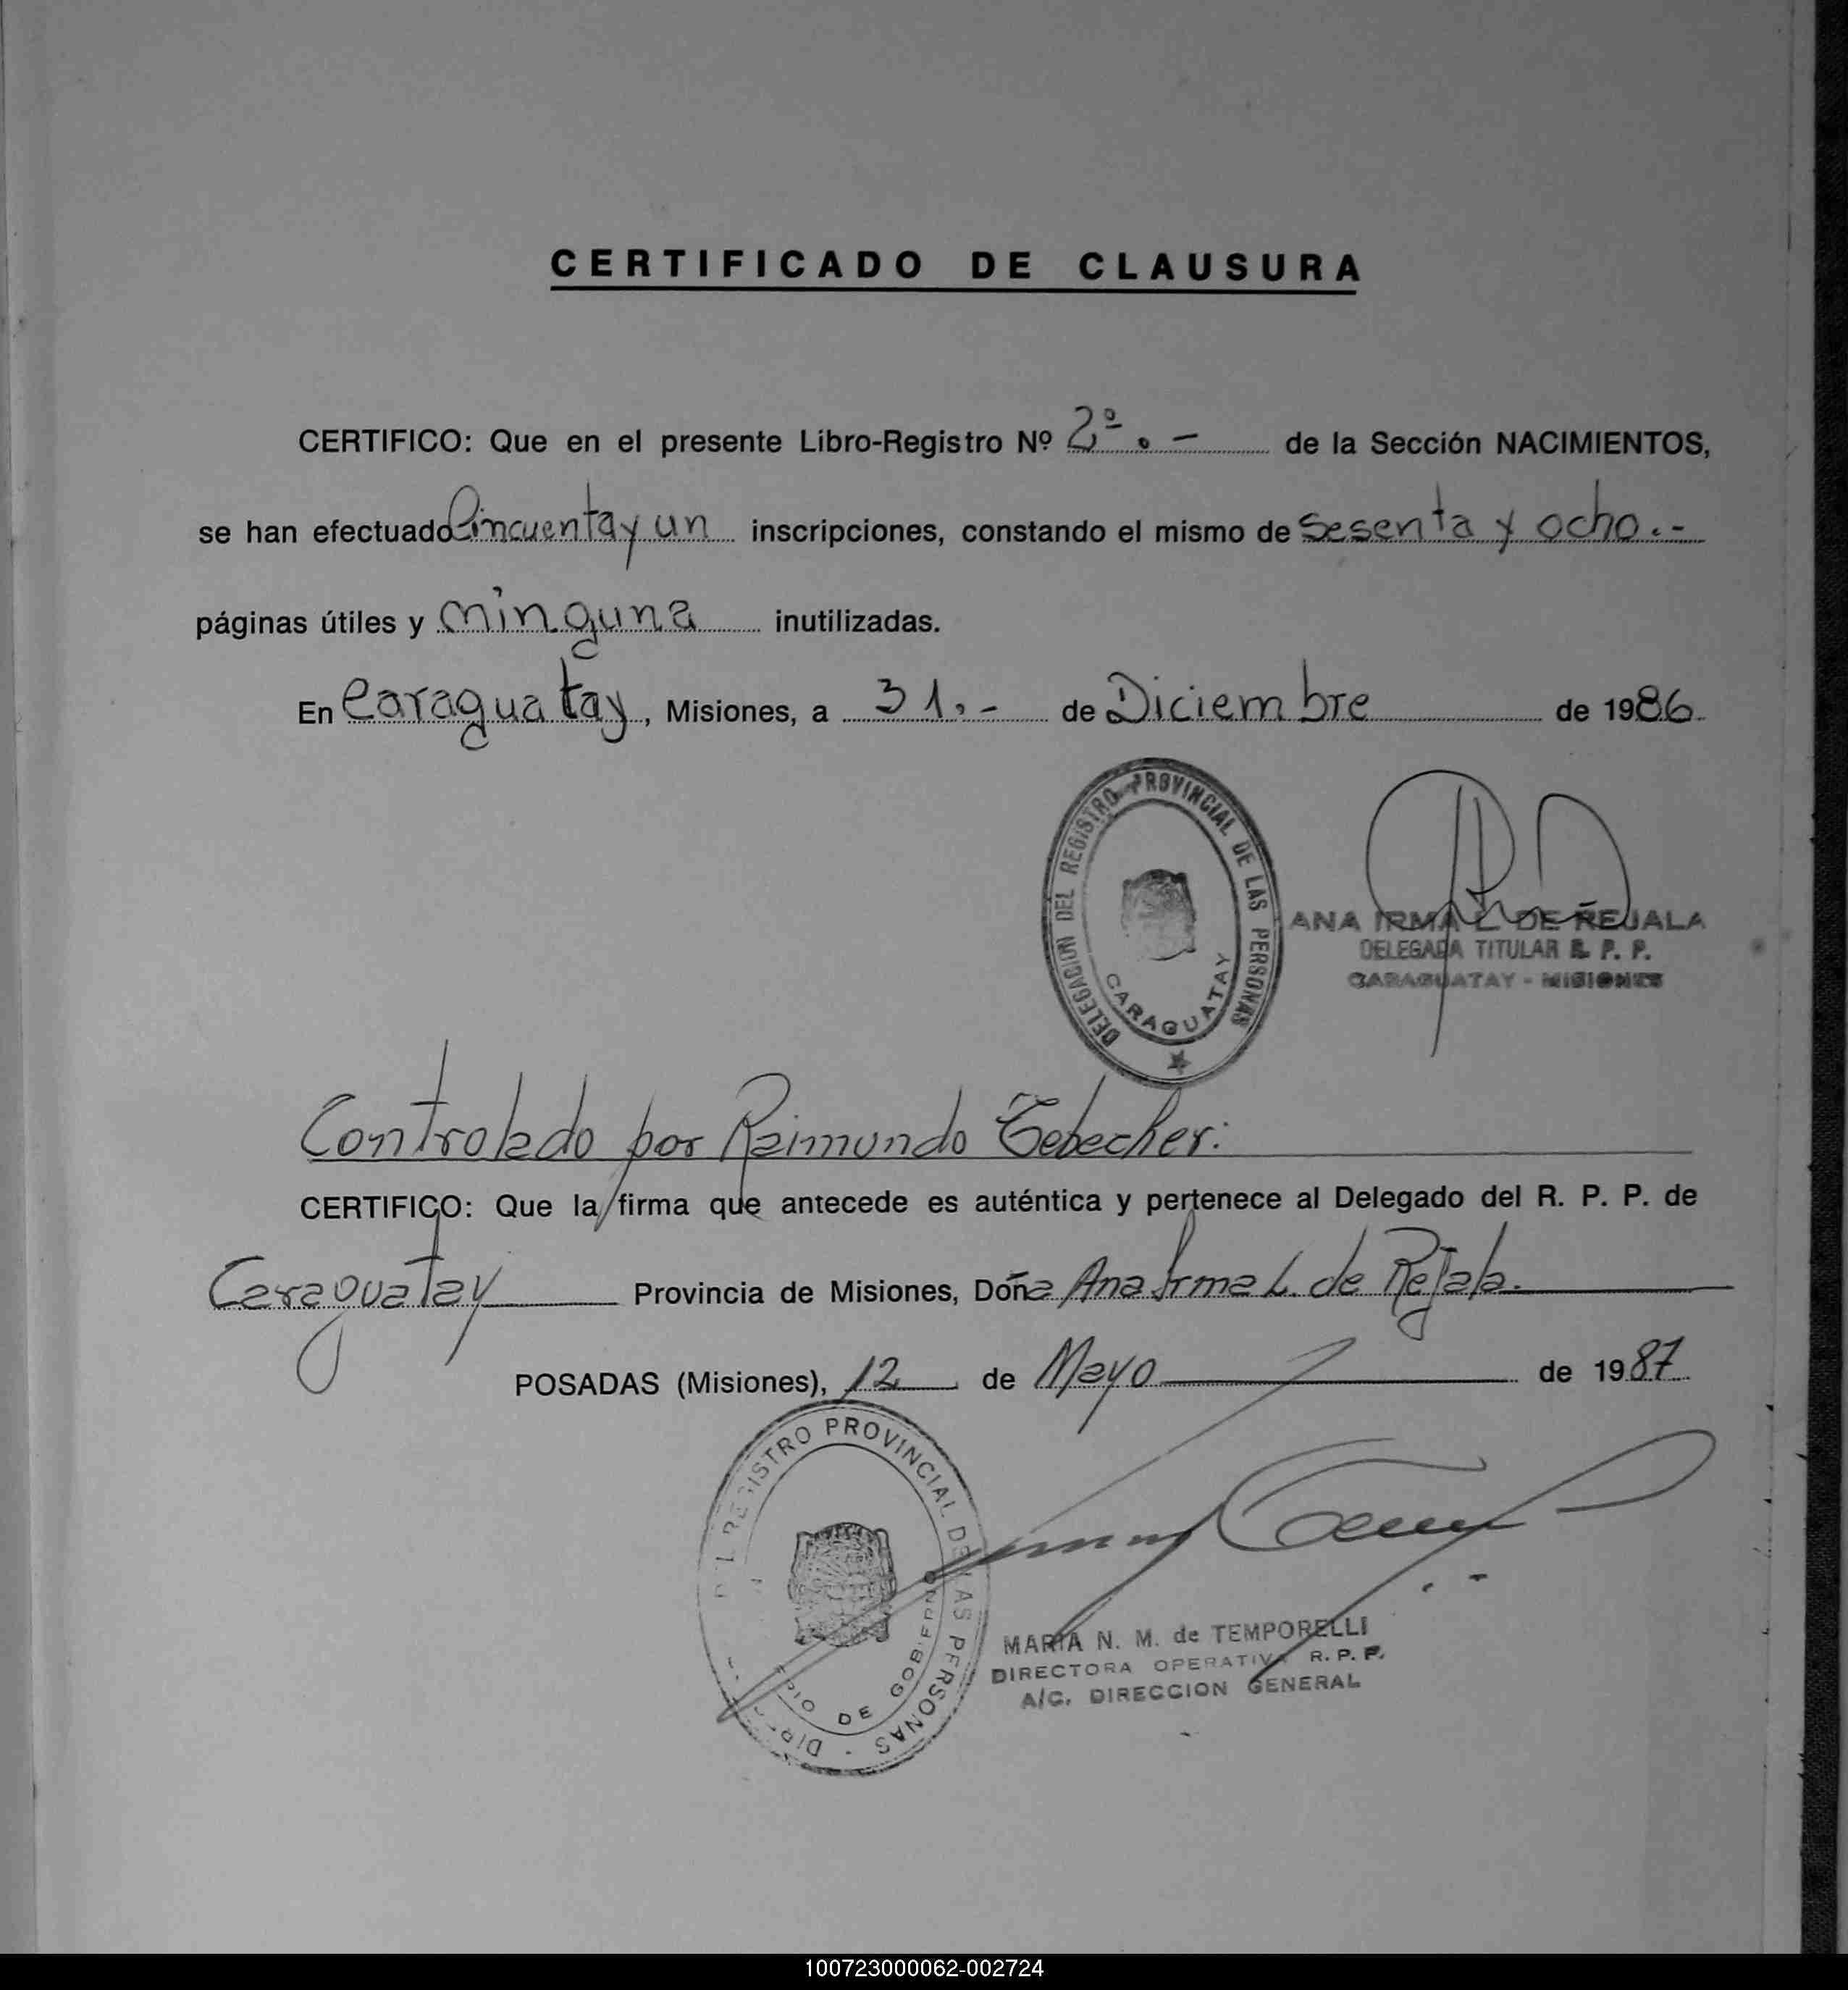 CERTIFICADO DE CLAUSURA
CERTIFICO: Que en el presente Libro-Registro Nº 2º. - de la Sección NACIMIENTOS,
se han efectuado Cincuenta y un inscripciones, constando el mismo de Sesenta y ocho.-
páginas útiles y ninguna inutilizadas.
En Caraguatay, Misiones, a 31.- de Diciembre de 1986.
DELEGACION DEL REGISTRO PROVINCIAL DE LAS PERSONAS
CARAGUATAY
ANA IRMA L. DE REJALA
DELEGADA TITULAR R. P. P.
CARAGUATAY - MISIONES
Controlado por Raimundo
CERTIFICO: Que la firma que antecede es auténtica y pertenece al Delegado del R. P. P. de
Caraguatay Provincia de Misiones, Doña Ana Irma L. de Rejala.
POSADAS (Misiones), 12 de Mayo de 1987
REGISTRO PROVINCIAL DE LAS PERSONAS
DE GOBIERNO
MARIA N. M. de TEMPORELLI
DIRECTORA OPERATIVA R. P. P.
A/C. DIRECCION GENERAL
100723000062-002724